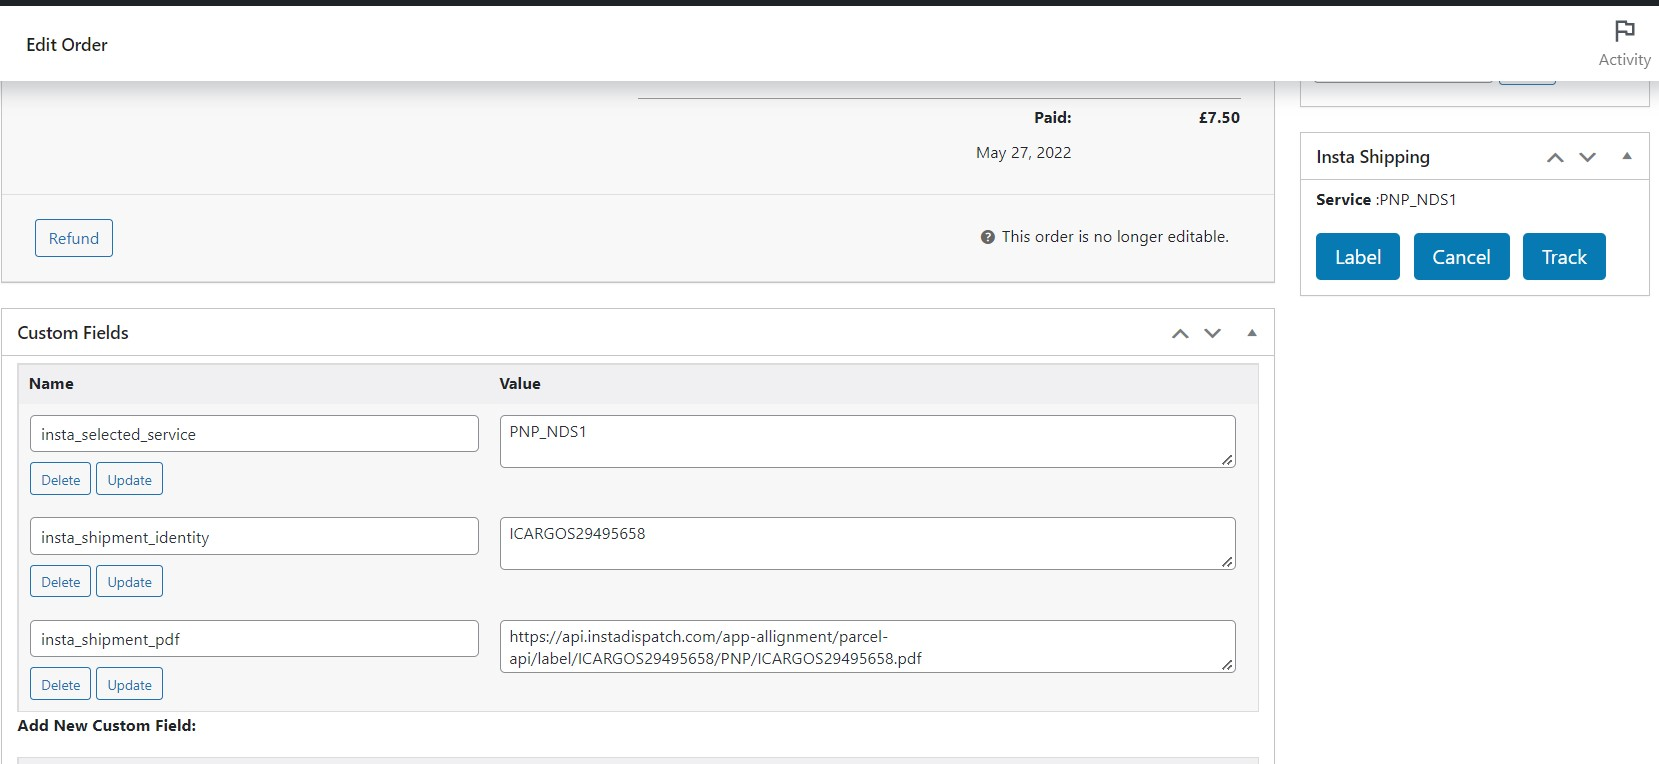 Edit Order
Activity
Paid: £7.50
May 27, 2022
Refund
This order is no longer editable.
Insta Shipping
Service :PNP_NDS1
Label Cancel Track
Custom Fields
Name Value
insta_selected_service PNP_NDS1
Delete Update
insta_shipment_identity ICARGOS29495658
Delete Update
insta_shipment_pdf https://api.instadispatch.com/app-allignment/parcel-
api/label/ICARGOS29495658/PNP/ICARGOS29495658.pdf
Delete Update
Add New Custom Field: